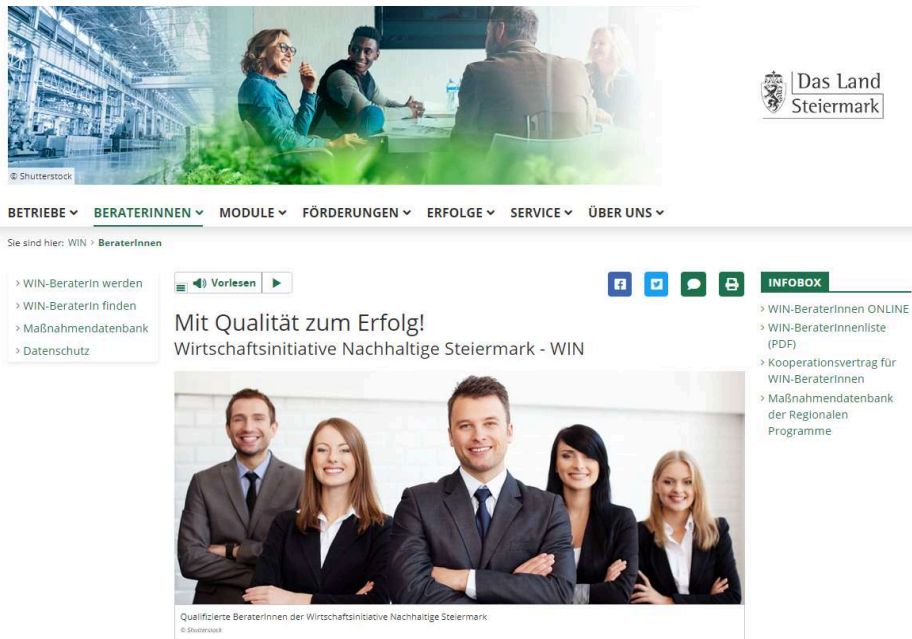 © Shutterstock
Das Land
Steiermark
BETRIEBE
BERATERINNEN
MODULE
FÖRDERUNGEN
ERFOLGE
SERVICE
ÜBER UNS
Sie sind hier: WIN > BeraterInnen
> WIN-BeraterIn werden
> WIN-BeraterIn finden
> Maßnahmendatenbank
> Datenschutz
Vorlesen
Mit Qualität zum Erfolg!
Wirtschaftsinitiative Nachhaltige Steiermark - WIN
Qualifizierte BeraterInnen der Wirtschaftsinitiative Nachhaltige Steiermark
© Shutterstock
INFOBOX
> WIN-BeraterInnen ONLINE
> WIN-BeraterInnenliste
(PDF)
> Kooperationsvertrag für
WIN-BeraterInnen
> Maßnahmendatenbank
der Regionalen
Programme